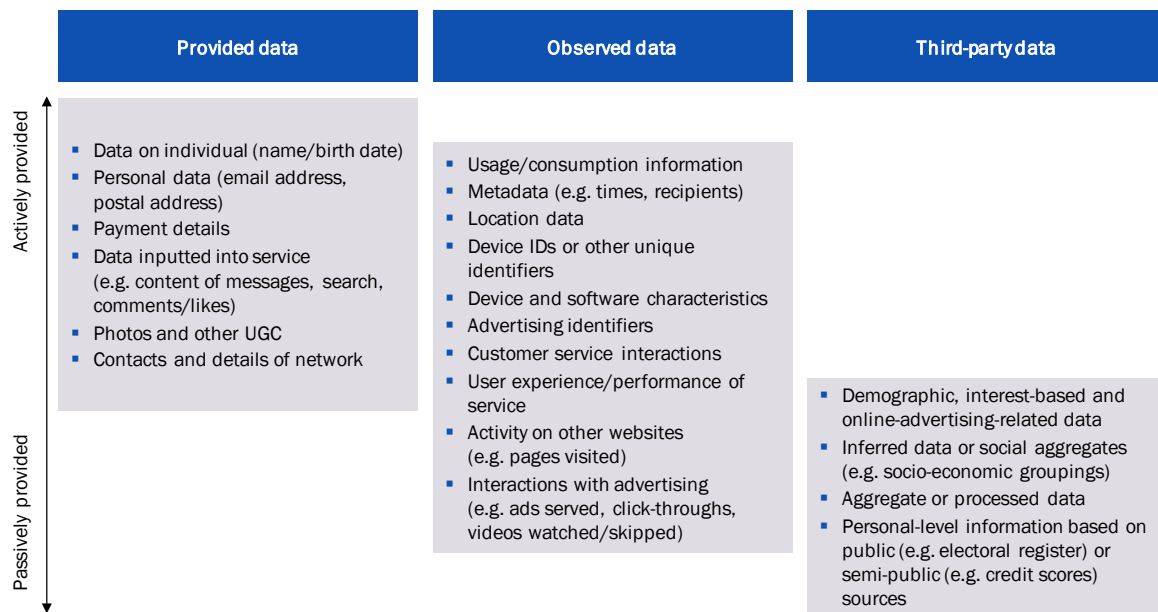 Provided data
Observed data
Third-party data
Actively provided
Passively provided
▪ Data on individual (name/birth date)
▪ Personal data (email address,
postal address)
▪ Payment details
▪ Data inputted into service
(e.g. content of messages, search,
comments/likes)
▪ Photos and other UGC
▪ Contacts and details of network
▪ Usage/consumption information
▪ Metadata (e.g. times, recipients)
▪ Location data
▪ Device IDs or other unique
identifiers
▪ Device and software characteristics
▪ Advertising identifiers
▪ Customer service interactions
▪ User experience/performance of
service
▪ Activity on other websites
(e.g. pages visited)
▪ Interactions with advertising
(e.g. ads served, click-throughs,
videos watched/skipped)
▪ Demographic, interest-based and
online-advertising-related data
▪ Inferred data or social aggregates
(e.g. socio-economic groupings)
▪ Aggregate or processed data
▪ Personal-level information based on
public (e.g. electoral register) or
semi-public (e.g. credit scores)
sources